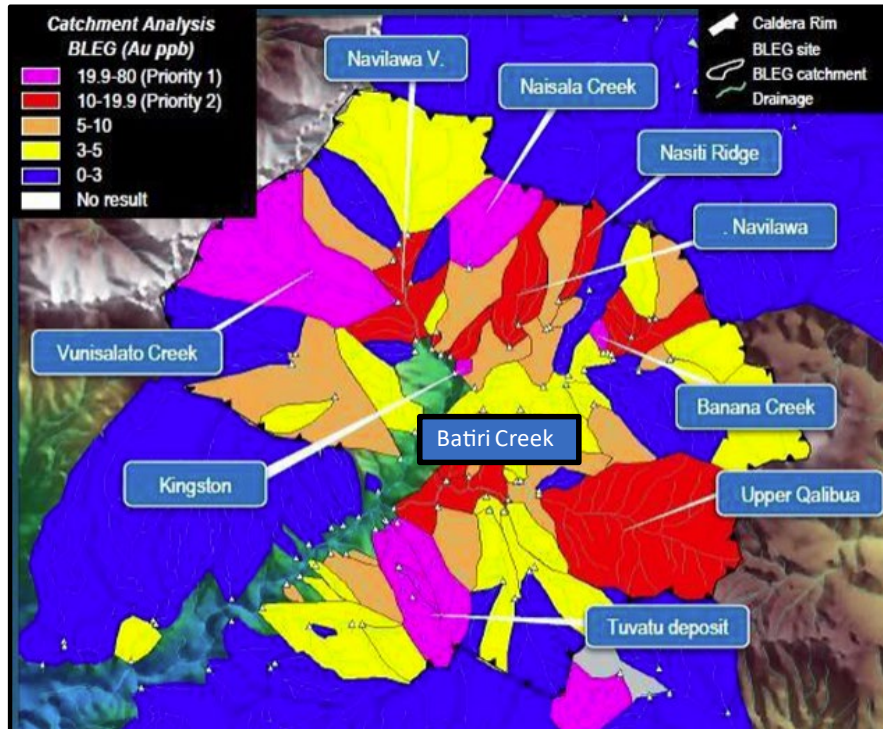 Catchment Analysis
BLEG (Au ppb)
19.9-80 (Priority 1)
10-19.9 (Priority 2)
5-10
3-5
0-3
No result
Caldera Rim
BLEG site
BLEG catchment
Drainage
Navilawa V.
Naisala Creek
Nasiti Ridge
. Navilawa
Vunisalato Creek
Banana Creek
Batiri Creek
Kingston
Upper Qalibua
Tuvatu deposit